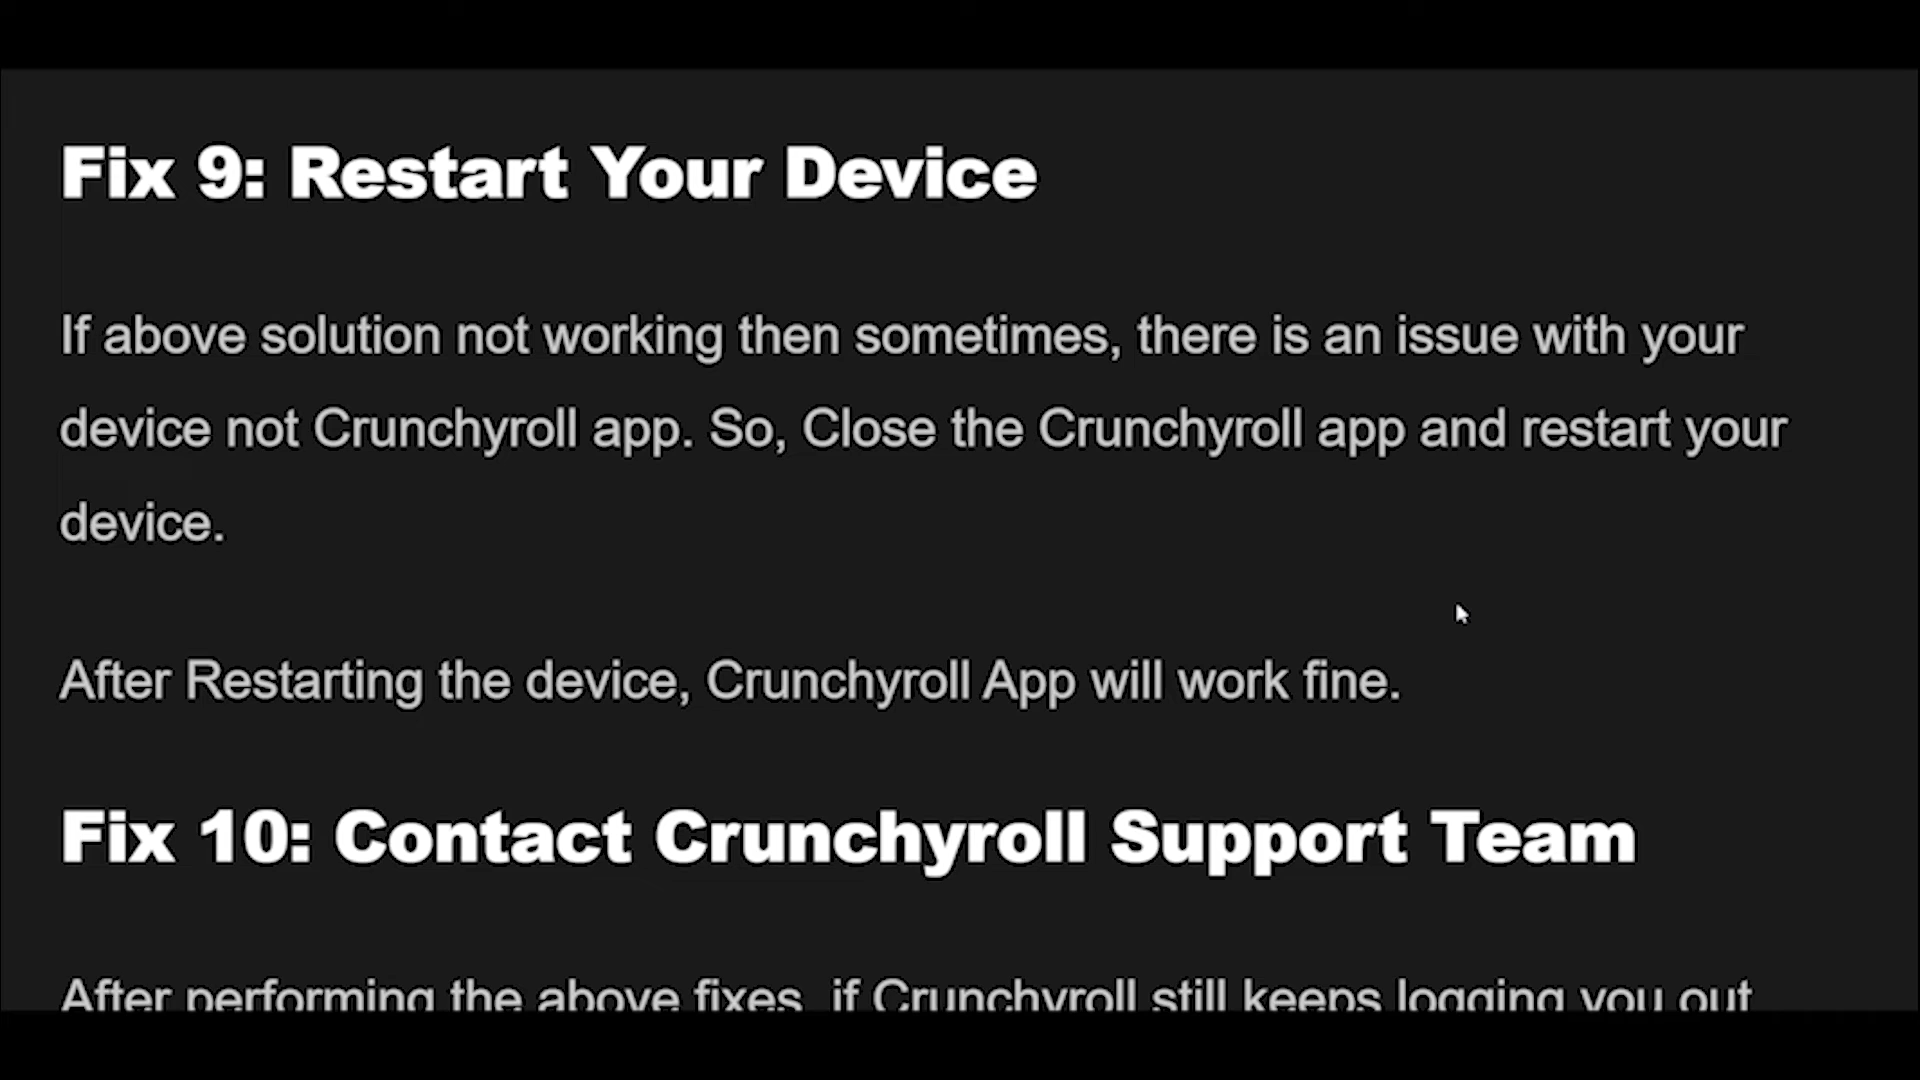 Fix 9: Restart Your Device
If above solution not working then sometimes, there is an issue with your
device not Crunchyroll app. So, Close the Crunchyroll app and restart your
device.
After Restarting the device, Crunchyroll App will work fine.
Fix 10: Contact Crunchyroll Support Team
After performing the above fixes, if Crunchyroll still keeps logging you out